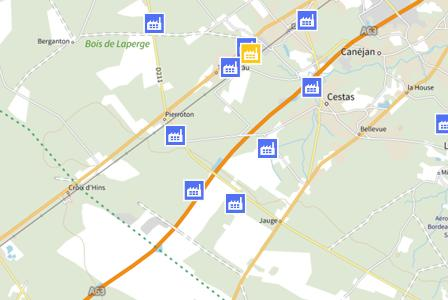 A63
Berganton
Bois de Laperge
Canéjan
D211
la House
Cestas
Pierroton
Bellevue
Croix d'Hins
Jauge
A63